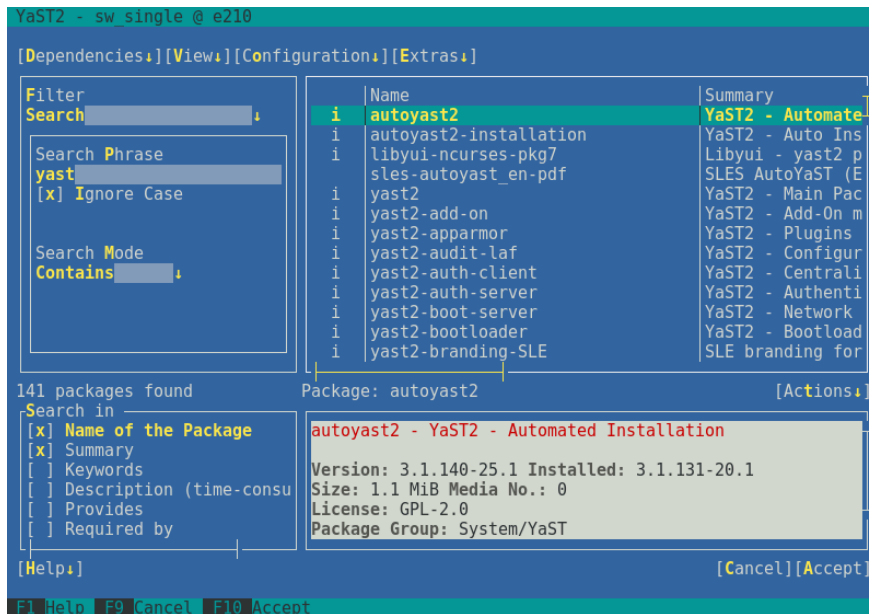 YaST2 - sw_single @ e210
[Dependencies↓][View↓][Configuration↓][Extras↓]
Filter
Search ↓
Search Phrase
yast
[x] Ignore Case
Search Mode
Contains ↓
Name Summary
i autoyast2 YaST2 - Automate
i autoyast2-installation YaST2 - Auto Ins
i libyui-ncurses-pkg7 Libyui - yast2 p
sles-autoyast_en-pdf SLES AutoYaST (E
i yast2 YaST2 - Main Pac
i yast2-add-on YaST2 - Add-On m
i yast2-apparmor YaST2 - Plugins
i yast2-audit-laf YaST2 - Configur
i yast2-auth-client YaST2 - Centrali
i yast2-auth-server YaST2 - Authenti
i yast2-boot-server YaST2 - Network
i yast2-bootloader YaST2 - Bootload
i yast2-branding-SLE SLE branding for
141 packages found
Package: autoyast2 [Actions↓]
Search in
[x] Name of the Package
[x] Summary
[ ] Keywords
[ ] Description (time-consu
[ ] Provides
[ ] Required by
autoyast2 - YaST2 - Automated Installation
Version: 3.1.140-25.1 Installed: 3.1.131-20.1
Size: 1.1 MiB Media No.: 0
License: GPL-2.0
Package Group: System/YaST
[Help↓] [Cancel][Accept]
F1 Help F9 Cancel F10 Accept